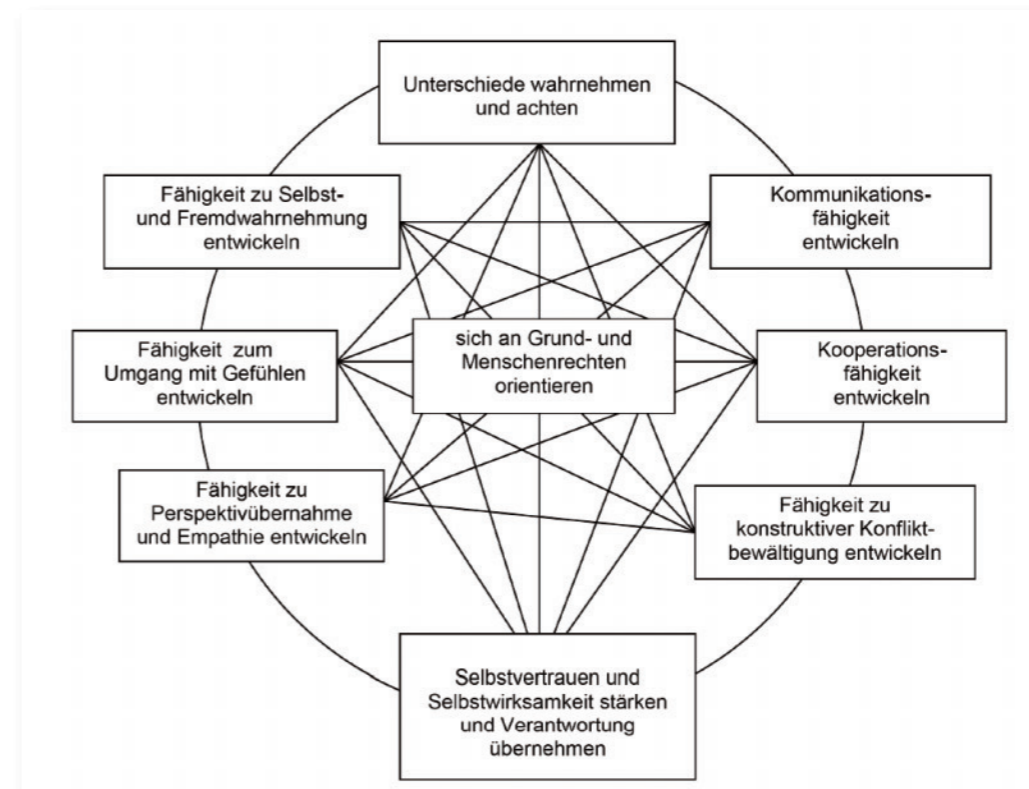 Unterschiede wahrnehmen
und achten
Fähigkeit zu Selbst-
und Fremdwahrnehmung
entwickeln
Kommunikations-
fähigkeit
entwickeln
Fähigkeit zum
Umgang mit Gefühlen
entwickeln
sich an Grund- und
Menschenrechten
orientieren
Kooperations-
fähigkeit
entwickeln
Fähigkeit zu
Perspektivübernahme
und Empathie entwickeln
Fähigkeit zu
konstruktiver Konflikt-
bewältigung entwickeln
Selbstvertrauen und
Selbstwirksamkeit stärken
und Verantwortung
übernehmen